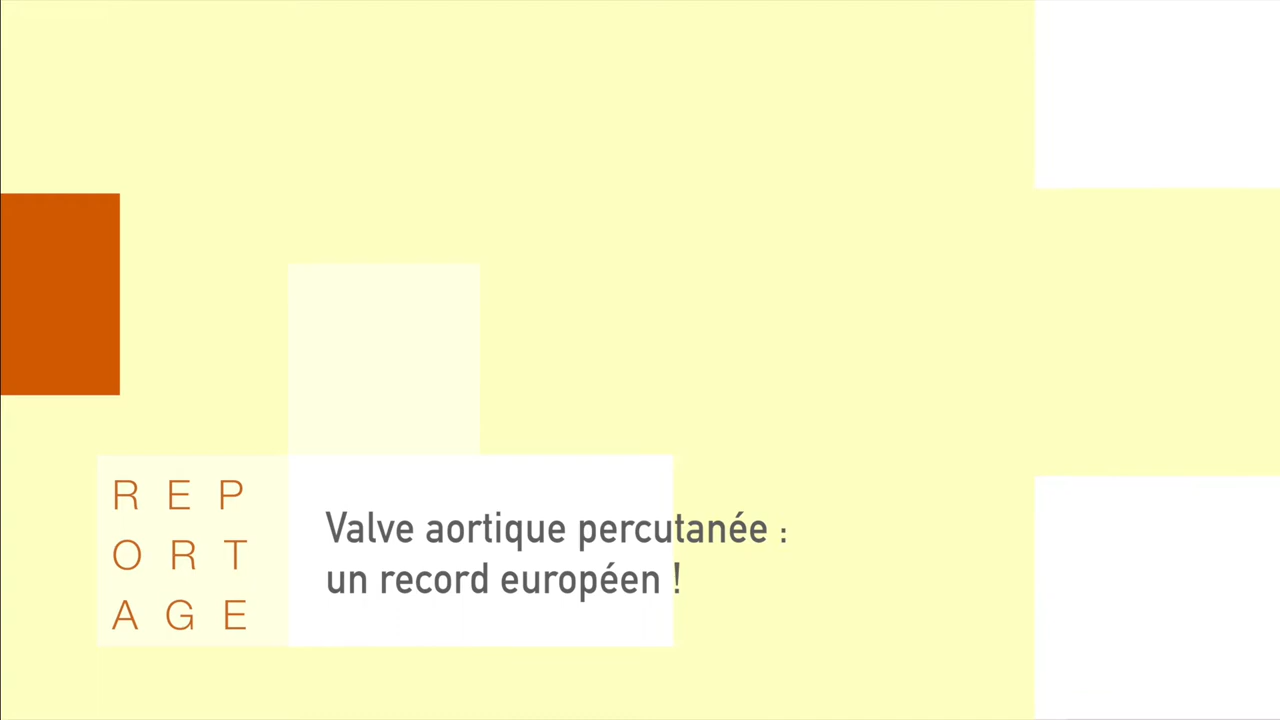 R E P
O R T
A G E
Valve aortique percutanée :
un record européen !